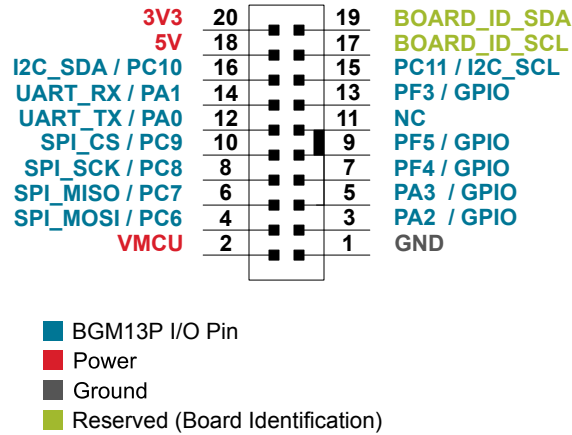 3V3 20 19 BOARD_ID_SDA
5V 18 17 BOARD_ID_SCL
I2C_SDA / PC10 16 15 PC11 / I2C_SCL
UART_RX / PA1 14 13 PF3 / GPIO
UART_TX / PA0 12 11 NC
SPI_CS / PC9 10 9 PF5 / GPIO
SPI_SCK / PC8 8 7 PF4 / GPIO
SPI_MISO / PC7 6 5 PA3 / GPIO
SPI_MOSI / PC6 4 3 PA2 / GPIO
VMCU 2 1 GND
BGM13P I/O Pin
Power
Ground
Reserved (Board Identification)